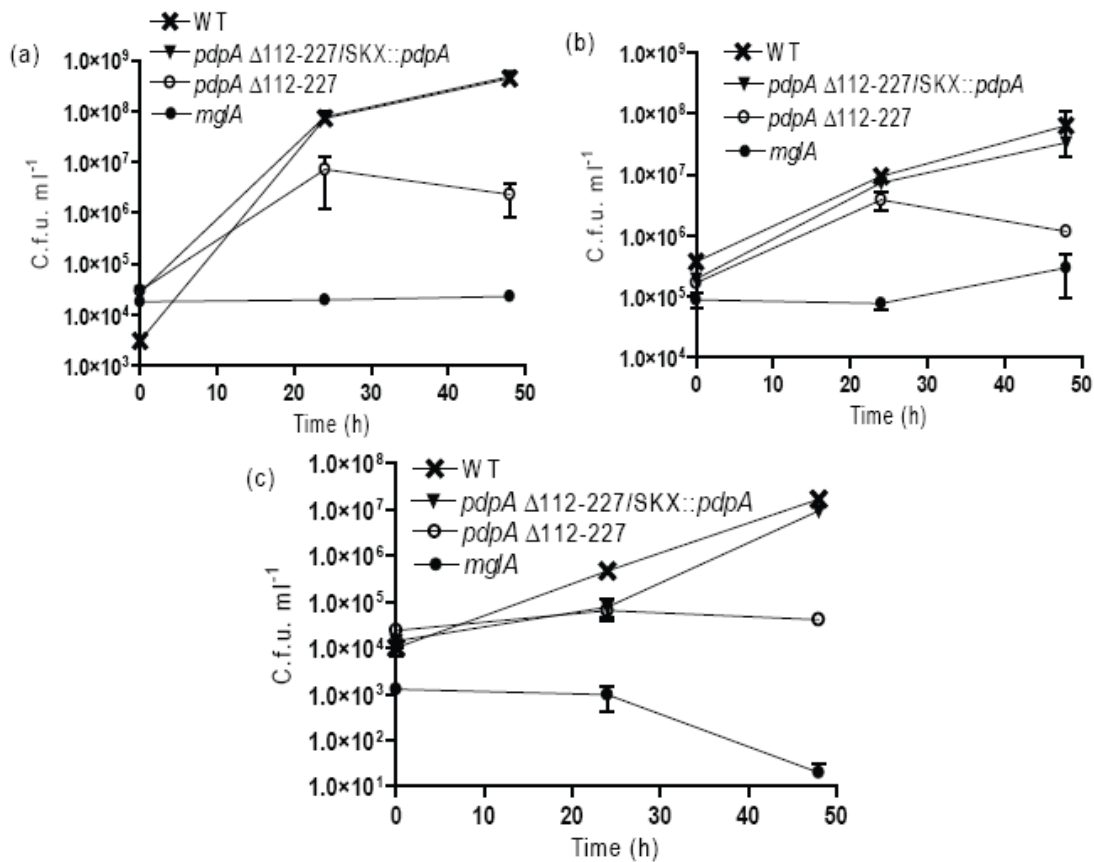 (a)
WT
pdpA Δ112-227/SKX::pdpA
pdpA Δ112-227
mglA
1.0×10⁹
1.0×10⁸
1.0×10⁷
1.0×10⁶
1.0×10⁵
1.0×10⁴
1.0×10³
C.f.u. ml⁻¹
0 10 20 30 40 50
Time (h)
(b)
WT
pdpA Δ112-227/SKX::pdpA
pdpA Δ112-227
mglA
1.0×10⁹
1.0×10⁸
1.0×10⁷
1.0×10⁶
1.0×10⁵
1.0×10⁴
C.f.u. ml⁻¹
0 10 20 30 40 50
Time (h)
(c)
WT
pdpA Δ112-227/SKX::pdpA
pdpA Δ112-227
mglA
1.0×10⁸
1.0×10⁷
1.0×10⁶
1.0×10⁵
1.0×10⁴
1.0×10³
1.0×10²
1.0×10¹
C.f.u. ml⁻¹
0 10 20 30 40 50
Time (h)